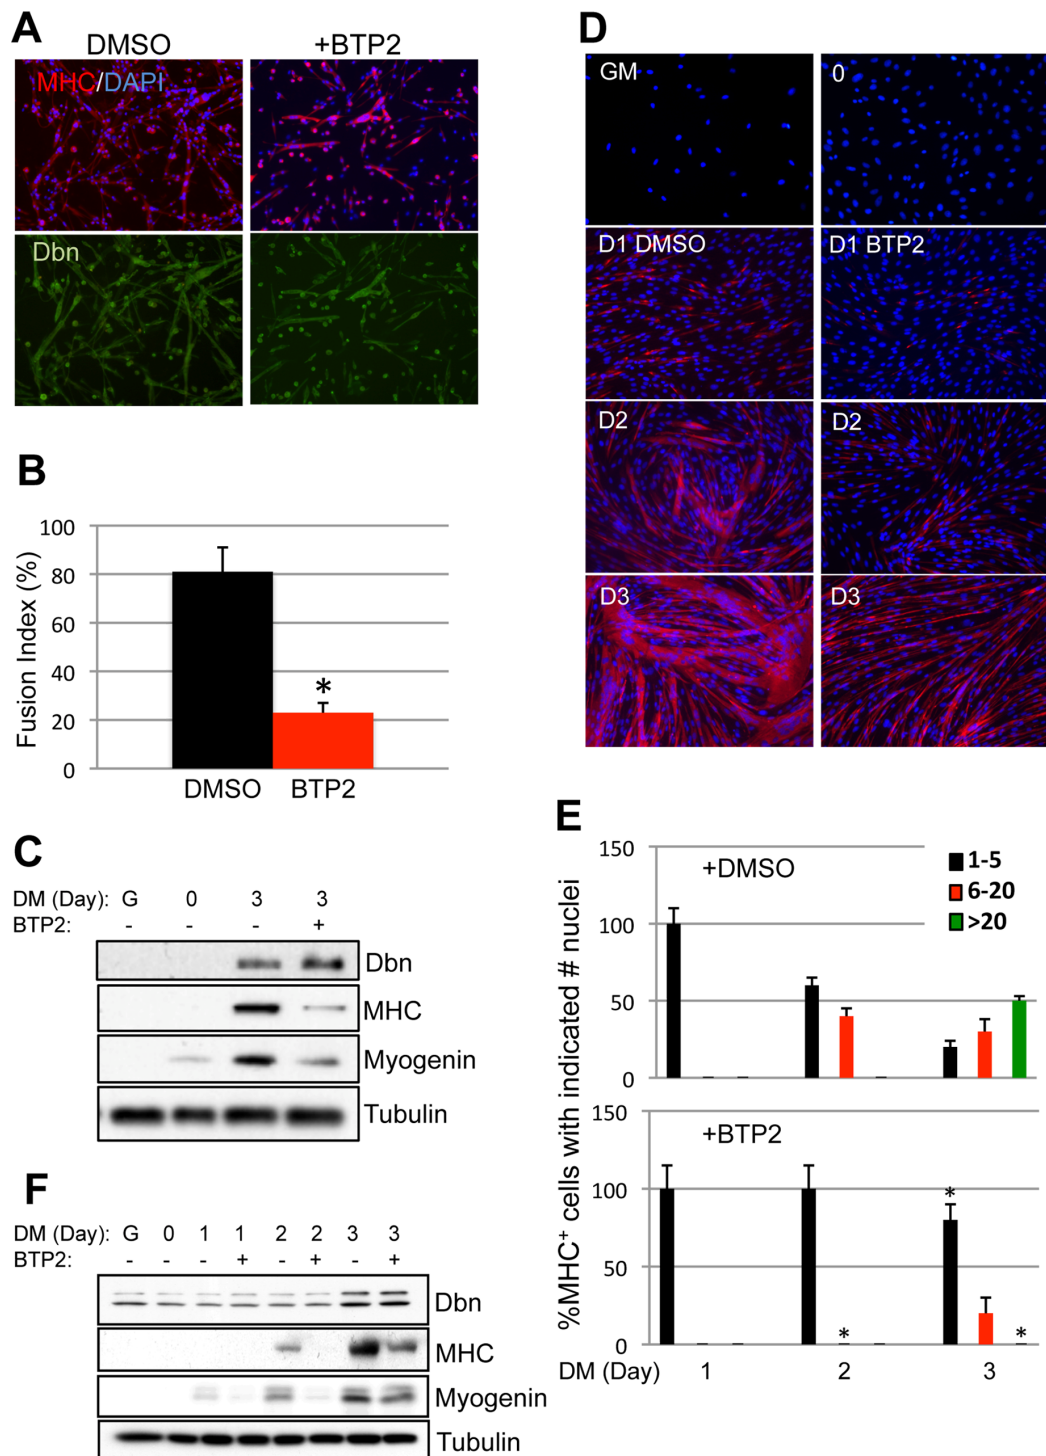 A
DMSO +BTP2
MHC/DAPI
Dbn
B
Fusion Index (%)
100
80
60
40
20
0
*
DMSO BTP2
C
DM (Day): G 0 3 3
BTP2: - - - +
Dbn
MHC
Myogenin
Tubulin
D
GM 0
D1 DMSO D1 BTP2
D2 D2
D3 D3
E
%MHC+ cells with indicated # nuclei
150
100
50
0
+DMSO
1-5
6-20
>20
150
100
50
0
+BTP2
* * *
DM (Day) 1 2 3
F
DM (Day): G 0 1 1 2 2 3 3
BTP2: - - - + - + - +
Dbn
MHC
Myogenin
Tubulin